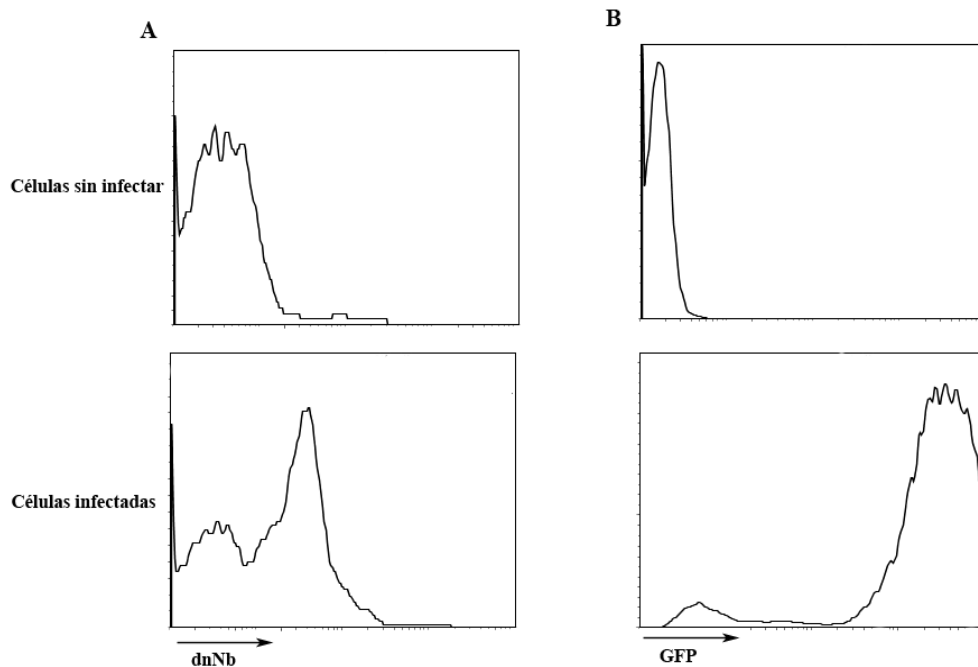 A
B
Células sin infectar
Células infectadas
dnNb
GFP